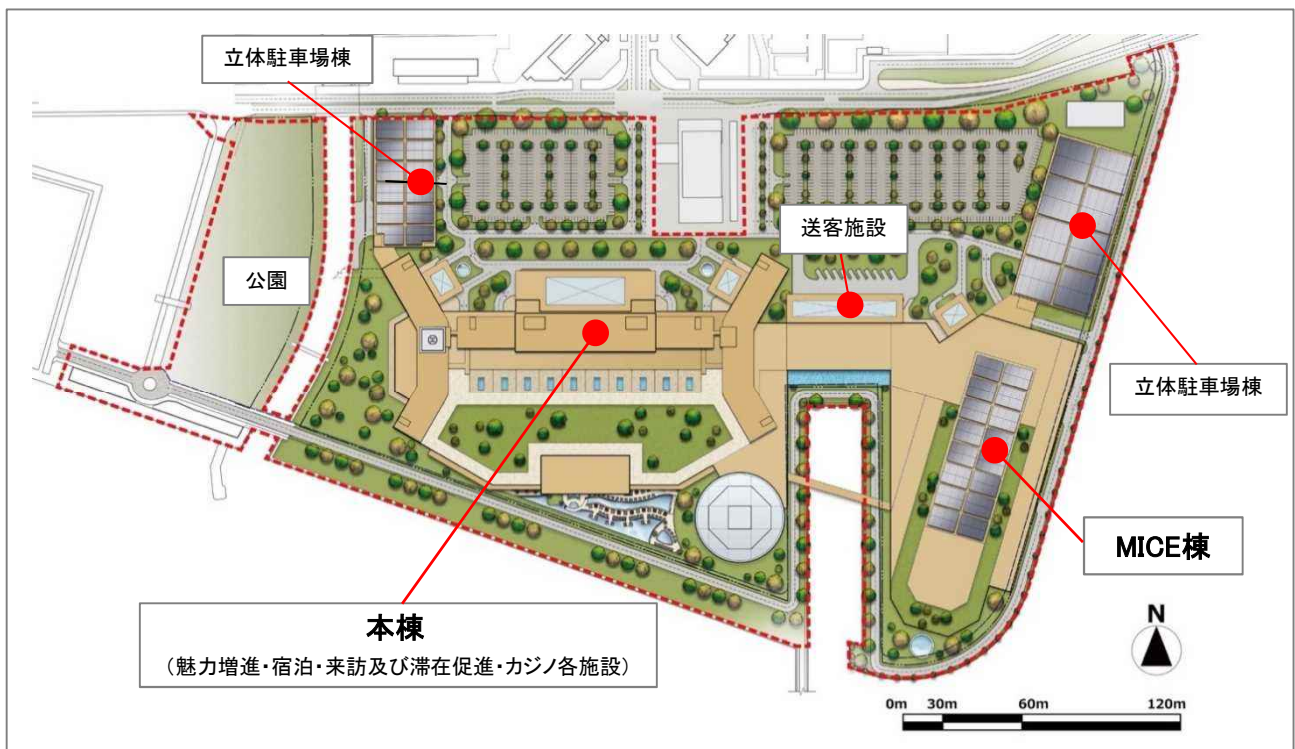 立体駐車場棟
送客施設
公園
立体駐車場棟
MICE棟
本棟
（魅力増進・宿泊・来訪及び滞在促進・カジノ各施設）
N
0m 30m 60m 120m